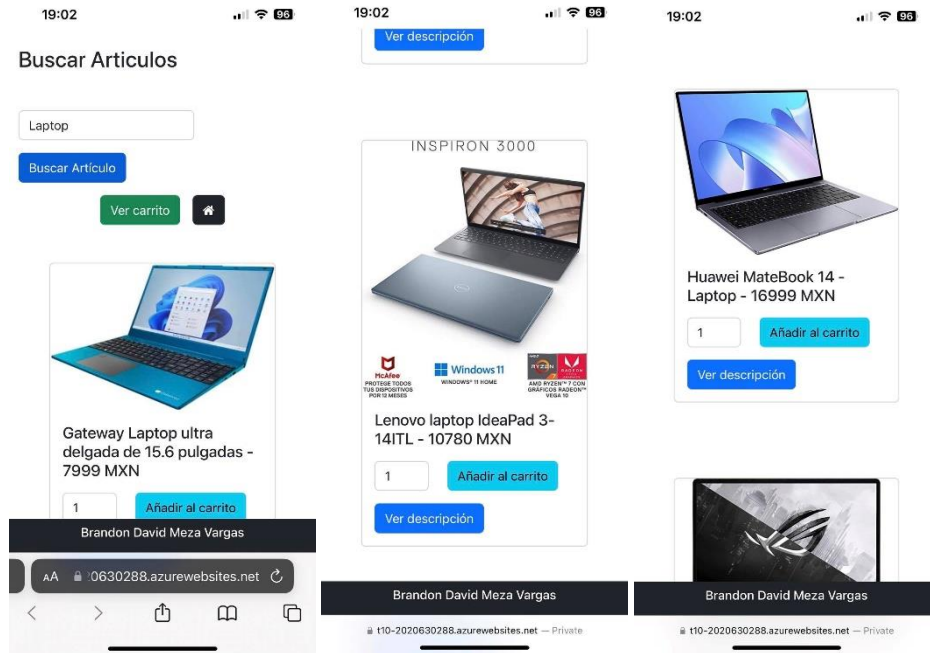 19:02
96
Buscar Articulos
Laptop
Buscar Artículo
Ver carrito
Gateway Laptop ultra
delgada de 15.6 pulgadas -
7999 MXN
1
Añadir al carrito
Brandon David Meza Vargas
AA
0630288.azurewebsites.net
19:02
96
Ver descripción
INSPIRON 3000
McAfee
PROTEGE TODOS
TUS DISPOSITIVOS
POR 12 MESES
Windows 11
WINDOWS® 11 HOME
RYZEN
AMD RYZEN™ 7 CON
GRÁFICOS RADEON™
VEGA 10
Lenovo laptop IdeaPad 3-
14ITL - 10780 MXN
1
Añadir al carrito
Ver descripción
Brandon David Meza Vargas
t10-2020630288.azurewebsites.net — Private
19:02
96
Huawei MateBook 14 -
Laptop - 16999 MXN
1
Añadir al carrito
Ver descripción
Brandon David Meza Vargas
t10-2020630288.azurewebsites.net — Private